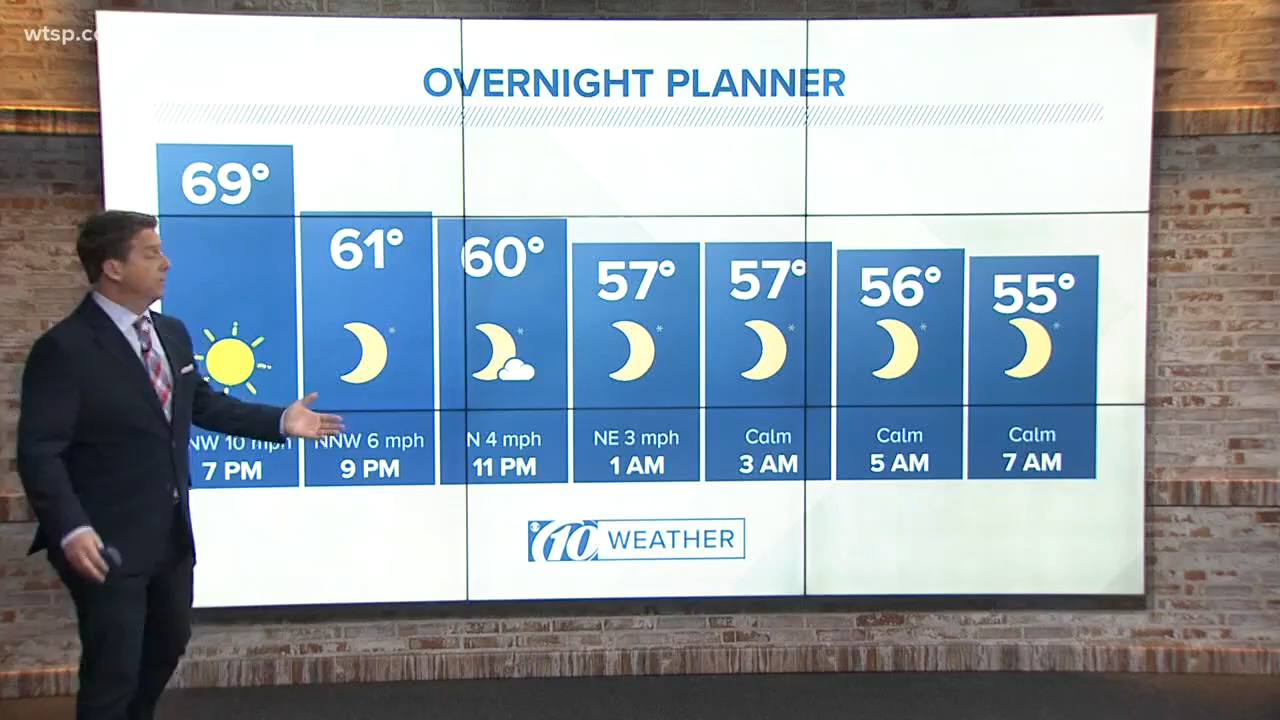 wtsp.co
OVERNIGHT PLANNER
69° 61° 60° 57° 57° 56° 55°
NW 10 mph NNW 6 mph N 4 mph NE 3 mph Calm Calm Calm
7 PM 9 PM 11 PM 1 AM 3 AM 5 AM 7 AM
10 WEATHER